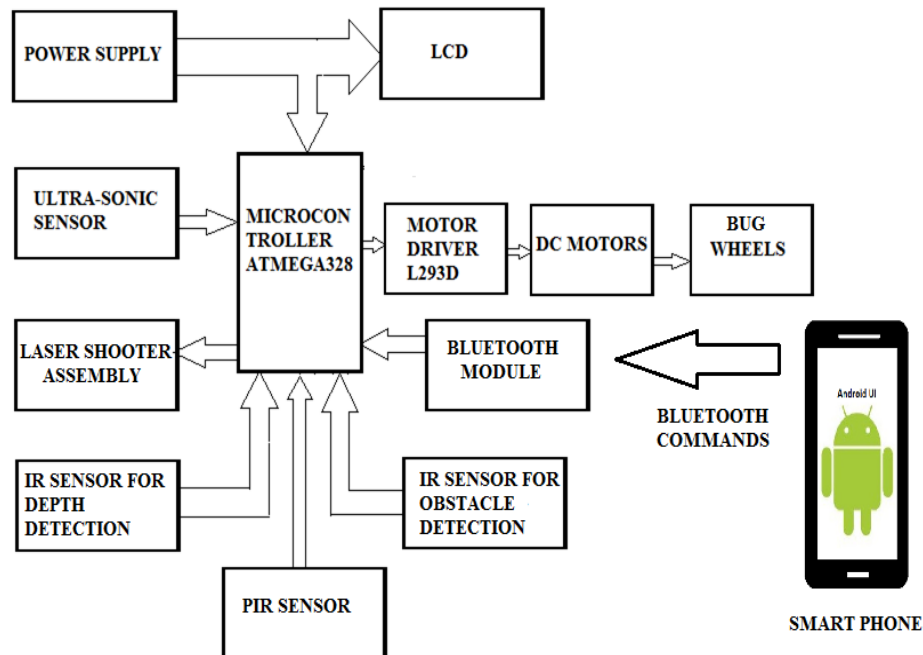 POWER SUPPLY
LCD
ULTRA-SONIC
SENSOR
MICROCON
TROLLER
ATMEGA328
MOTOR
DRIVER
L293D
DC MOTORS
BUG
WHEELS
LASER SHOOTER
ASSEMBLY
BLUETOOTH
MODULE
BLUETOOTH
COMMANDS
Android UI
IR SENSOR FOR
DEPTH
DETECTION
IR SENSOR FOR
OBSTACLE
DETECTION
PIR SENSOR
SMART PHONE